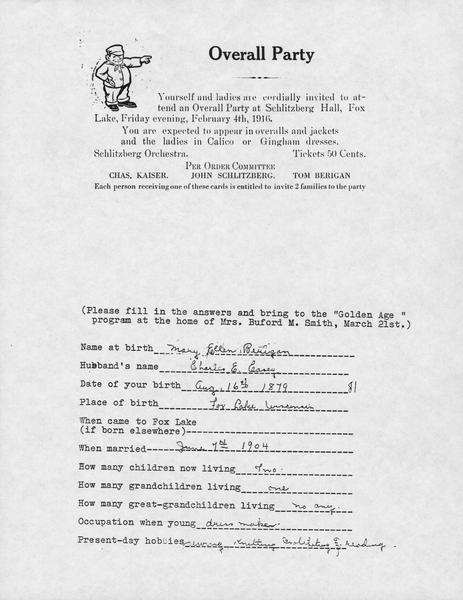 Overall Party
Yourself and ladies are cordially invited to at-
tend an Overall Party at Schlitzberg Hall, Fox
Lake, Friday evening, February 4th, 1916.
You are expected to appear in overalls and jackets
and the ladies in Calico or Gingham dresses.
Schlitzberg Orchestra. Tickets 50 Cents.
PER ORDER COMMITTEE
CHAS. KAISER. JOHN SCHLITZBERG. TOM BERIGAN
Each person receiving one of these cards is entitled to invite 2 families to the party
(Please fill in the answers and bring to the "Golden Age "
program at the home of Mrs. Buford M. Smith, March 21st.)
Name at birth Mary Ellen Berigan
Husband's name Charles E. Casey
Date of your birth Aug. 16th 1879 81
Place of birth Fox Lake Wisconsin
When came to Fox Lake
(if born elsewhere)
When married June 7th 1904
How many children now living Two.
How many grandchildren living one
How many great-grandchildren living no any.
Occupation when young dress maker
Present-day hobbies sewing knitting & reading.